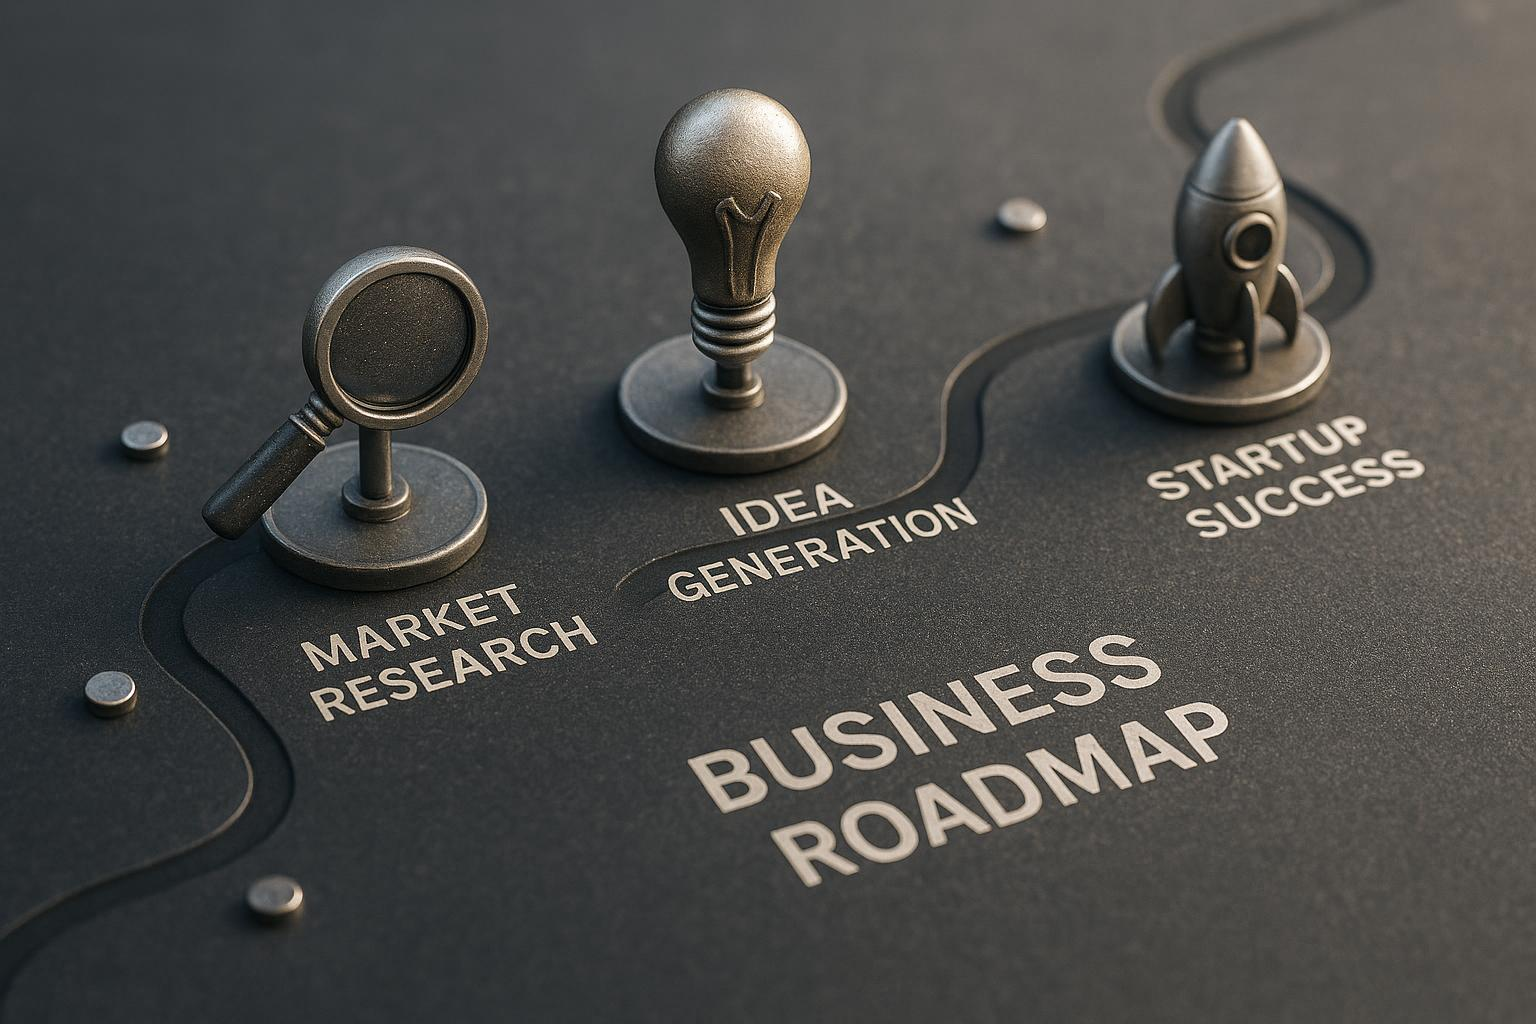 MARKET
RESEARCH
IDEA
GENERATION
STARTUP
SUCCESS
BUSINESS
ROADMAP